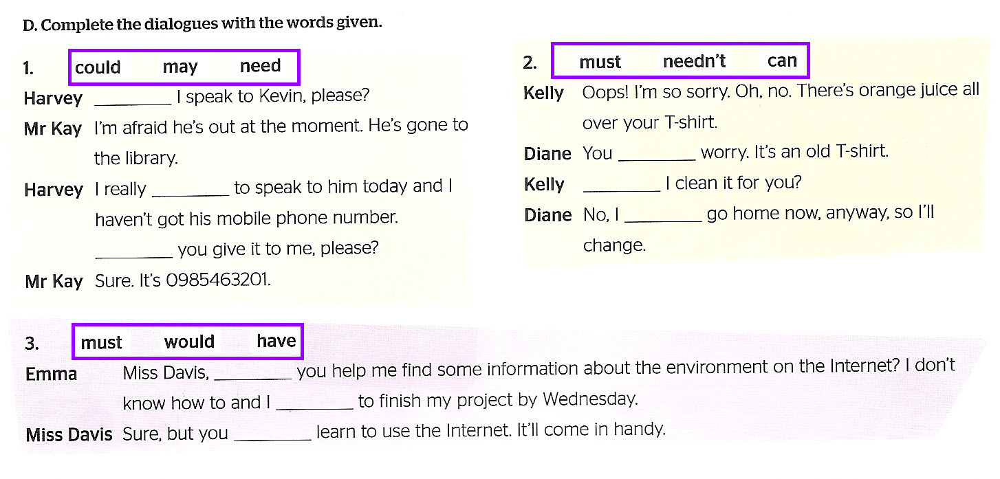 D. Complete the dialogues with the words given.
1. could may need
Harvey ________ I speak to Kevin, please?
Mr Kay I'm afraid he's out at the moment. He's gone to
the library.
Harvey I really ________ to speak to him today and I
haven't got his mobile phone number.
________ you give it to me, please?
Mr Kay Sure. It's 0985463201.
2. must needn't can
Kelly Oops! I'm so sorry. Oh, no. There's orange juice all
over your T-shirt.
Diane You ________ worry. It's an old T-shirt.
Kelly ________ I clean it for you?
Diane No, I ________ go home now, anyway, so I'll
change.
3. must would have
Emma Miss Davis, ________ you help me find some information about the environment on the Internet? I don't
know how to and I ________ to finish my project by Wednesday.
Miss Davis Sure, but you ________ learn to use the Internet. It'll come in handy.